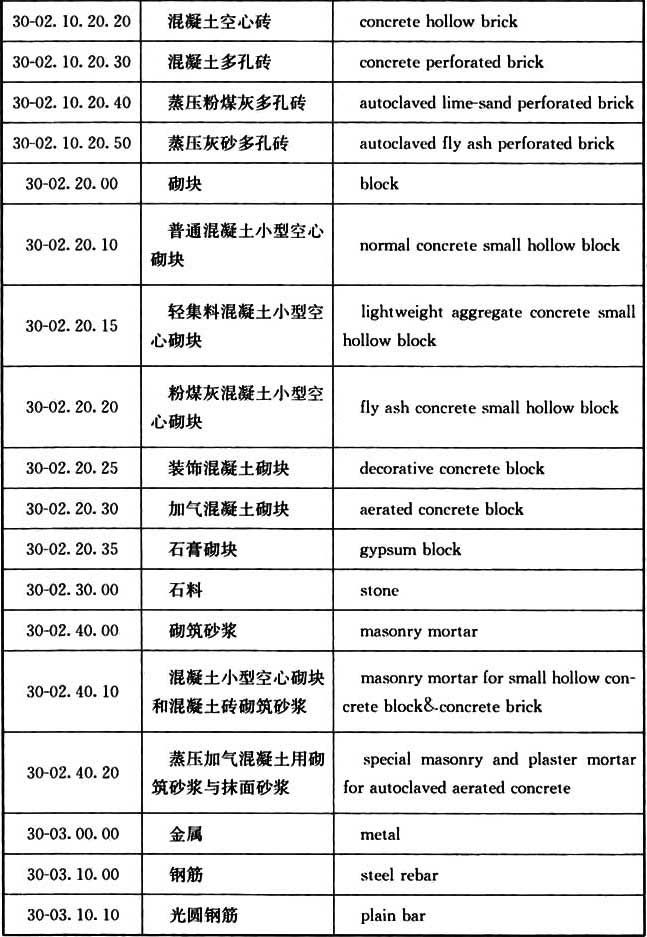 30-02. 10. 20. 20 混凝土空心砖 concrete hollow brick
30-02. 10. 20. 30 混凝土多孔砖 concrete perforated brick
30-02. 10. 20. 40 蒸压粉煤灰多孔砖 autoclaved lime-sand perforated brick
30-02. 10. 20. 50 蒸压灰砂多孔砖 autoclaved fly ash perforated brick
30-02. 20. 00 砌块 block
30-02. 20. 10 普通混凝土小型空心
砌块 normal concrete small hollow block
30-02. 20. 15 轻集料混凝土小型空
心砌块 lightweight aggregate concrete small
hollow block
30-02. 20. 20 粉煤灰混凝土小型空
心砌块 fly ash concrete small hollow block
30-02. 20. 25 装饰混凝土砌块 decorative concrete block
30-02. 20. 30 加气混凝土砌块 aerated concrete block
30-02. 20. 35 石膏砌块 gypsum block
30-02. 30. 00 石料 stone
30-02. 40. 00 砌筑砂浆 masonry mortar
30-02. 40. 10 混凝土小型空心砌块
和混凝土砖砌筑砂浆 masonry mortar for small hollow con-
crete block&concrete brick
30-02. 40. 20 蒸压加气混凝土用砌
筑砂浆与抹面砂浆 special masonry and plaster mortar
for autoclaved aerated concrete
30-03. 00. 00 金属 metal
30-03. 10. 00 钢筋 steel rebar
30-03. 10. 10 光圆钢筋 plain bar